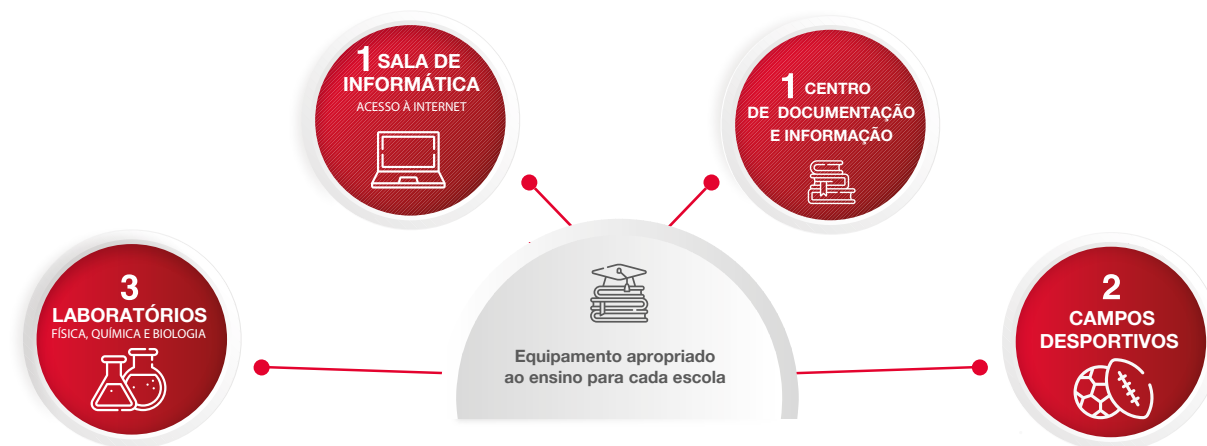 1 SALA DE
INFORMÁTICA
ACESSO À INTERNET
1 CENTRO
DE DOCUMENTAÇÃO
E INFORMAÇÃO
3
LABORATÓRIOS
FÍSICA, QUÍMICA E BIOLOGIA
Equipamento apropriado
ao ensino para cada escola
2
CAMPOS
DESPORTIVOS